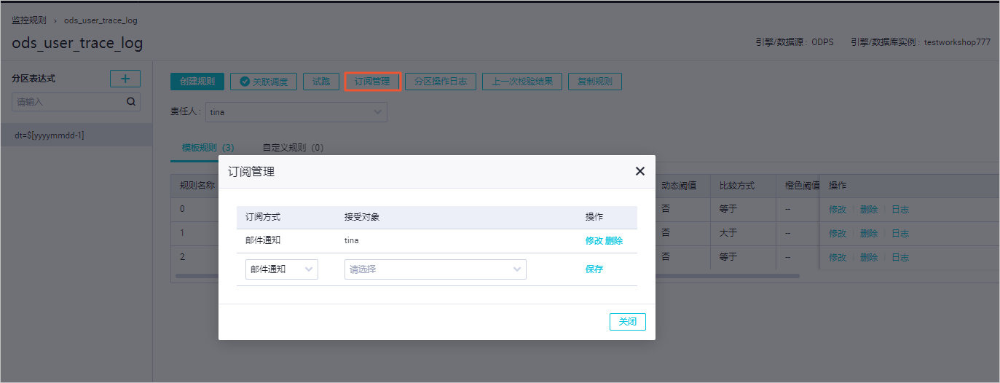 监控规则 > ods_user_trace_log
ods_user_trace_log
引擎/数据源 : ODPS 引擎/数据库实例 : testworkshop777
分区表达式
请输入
dt=$[yyyymmdd-1]
创建规则 关联调度 试跑 订阅管理 分区操作日志 上一次校验结果 复制规则
责任人 : tina
模板规则 (3) 自定义规则 (0)
规则名称 动态阈值 比较方式 橙色阈值 操作
0 否 等于 -- 修改 删除 日志
1 否 大于 -- 修改 删除 日志
2 否 等于 -- 修改 删除 日志
订阅管理
订阅方式 接受对象 操作
邮件通知 tina 修改 删除
邮件通知 请选择 保存
关闭